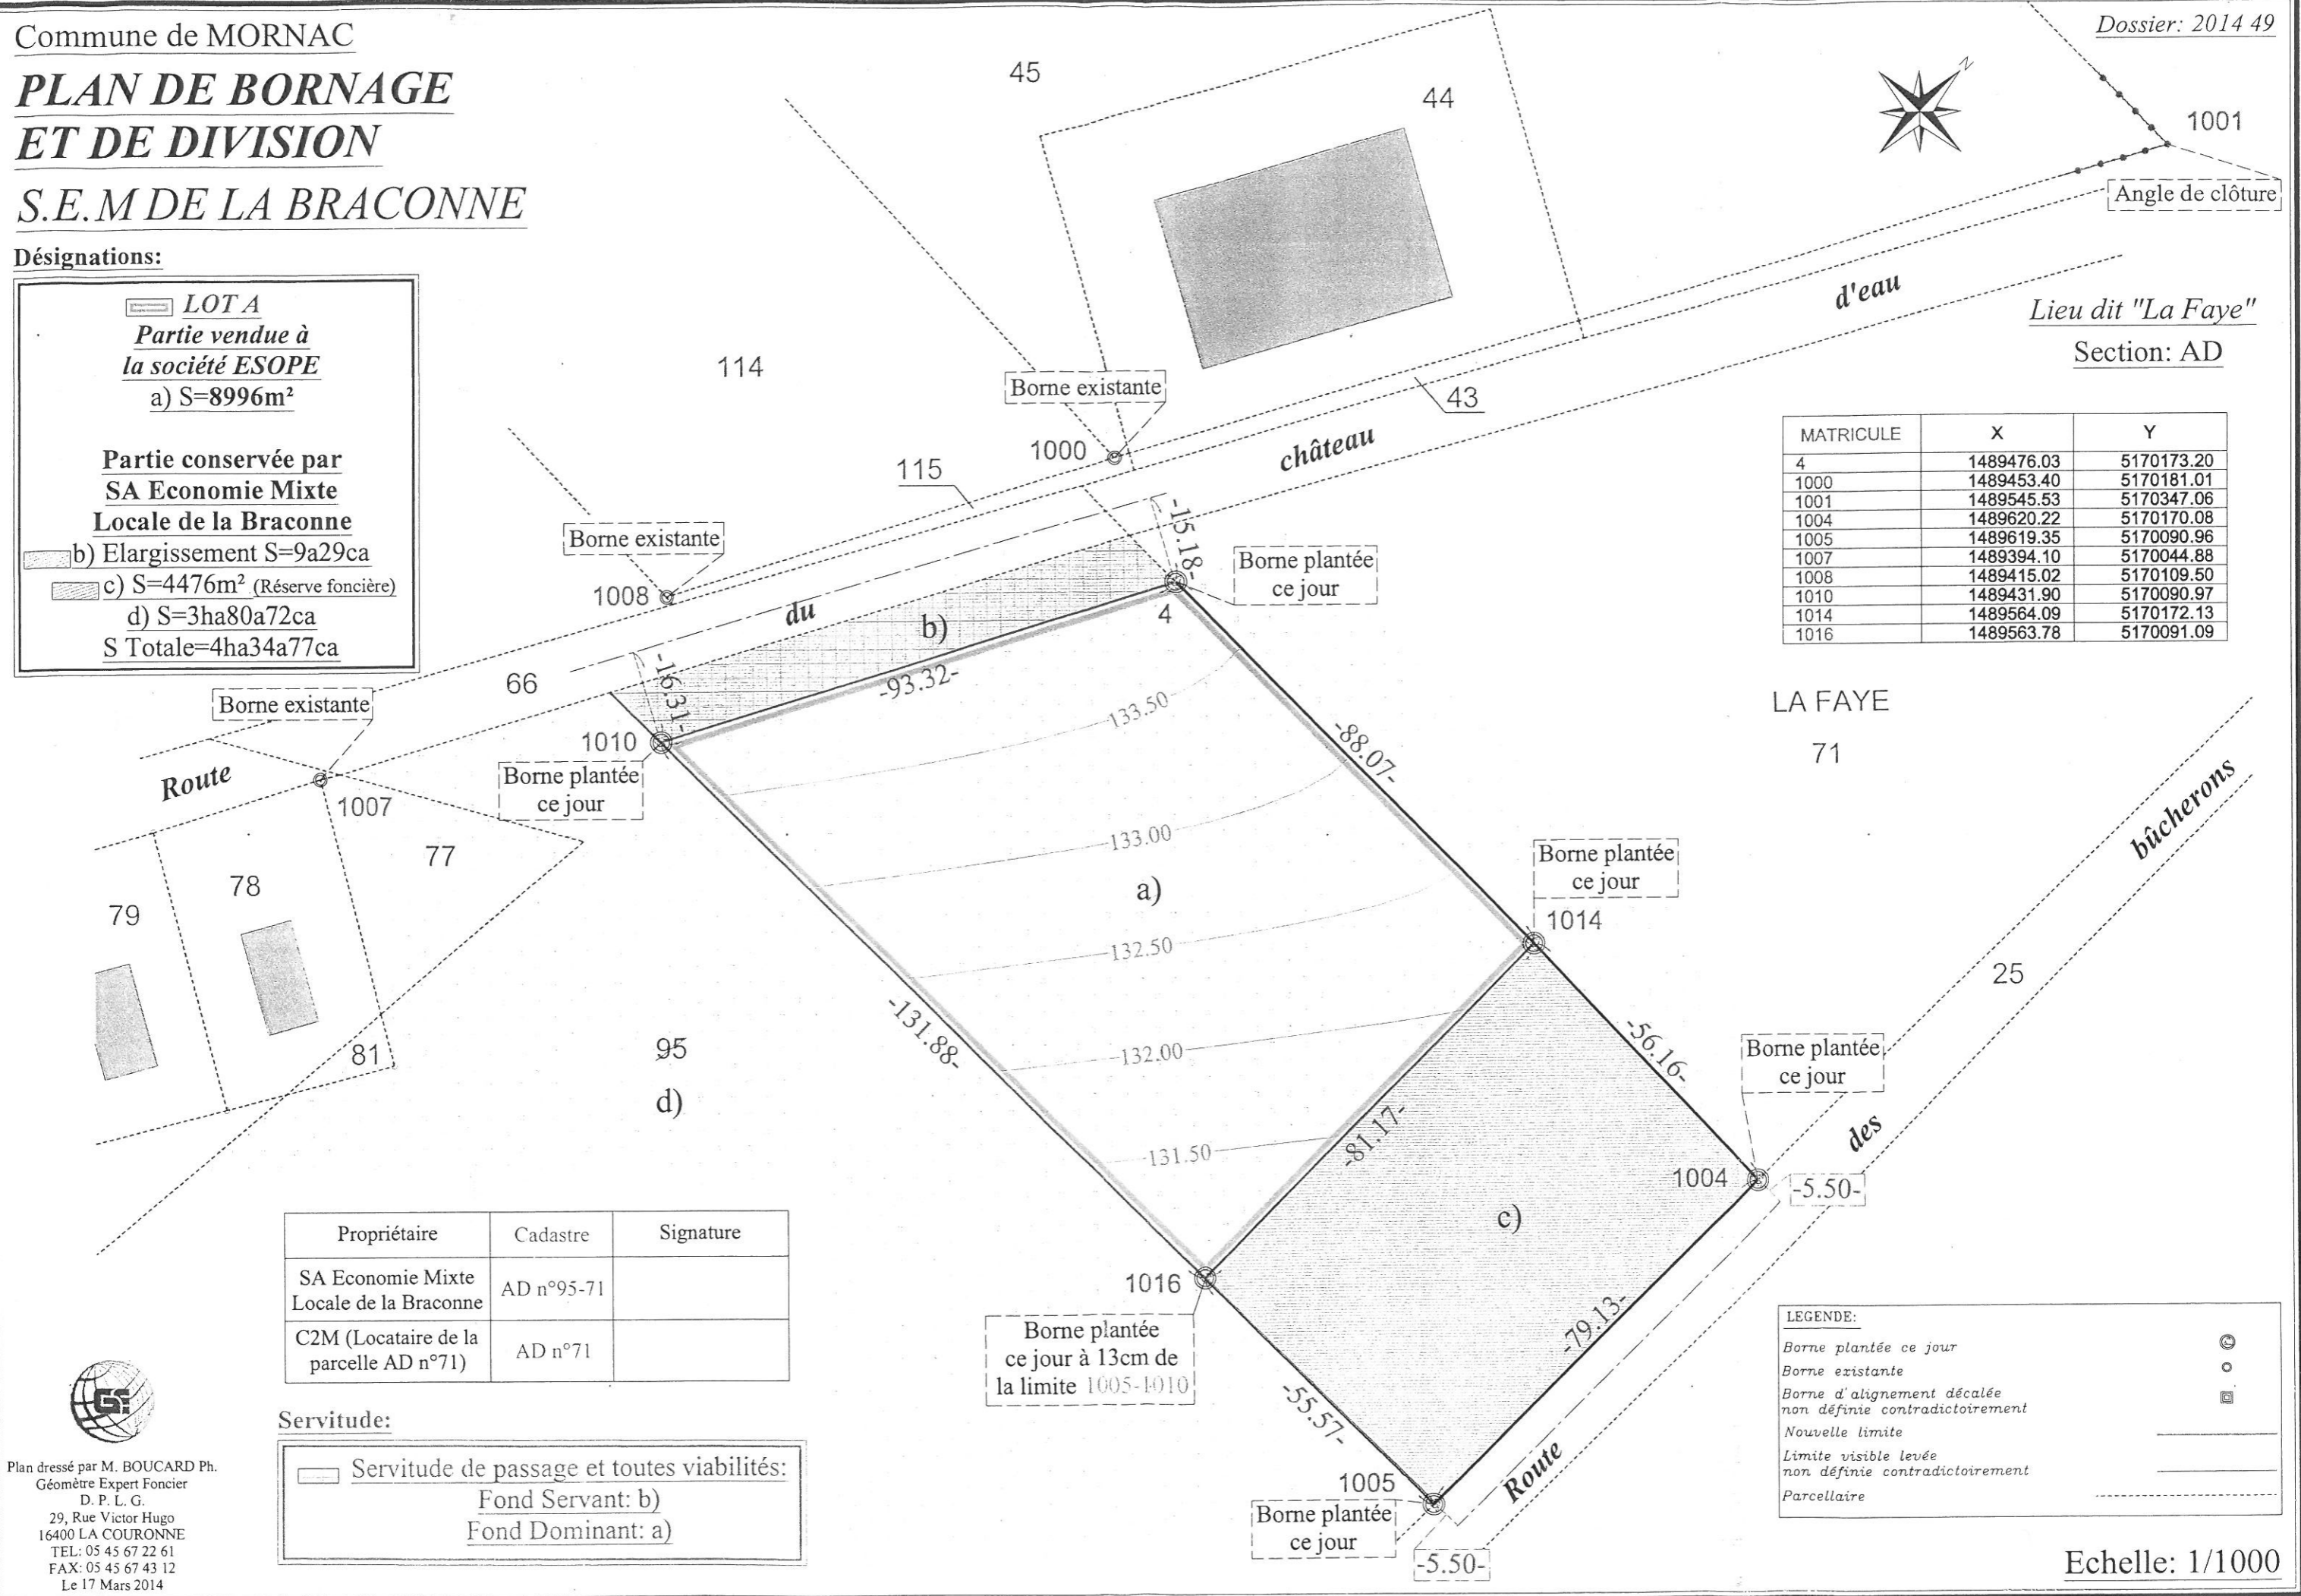 Commune de MORNAC
PLAN DE BORNAGE
ET DE DIVISION
S.E.M DE LA BRACONNE
Désignations:
LOT A
Partie vendue à
la société ESOPE
a) S=8996m²
Partie conservée par
SA Economie Mixte
Locale de la Braconne
b) Elargissement S=9a29ca
c) S=4476m² (Réserve foncière)
d) S=3ha80a72ca
S Totale=4ha34a77ca
Dossier: 2014 49
N
1001
Angle de clôture
45
44
114
Borne existante
1000
43
115
château
d'eau
Lieu dit "La Faye"
Section: AD
MATRICULE X Y
4 1489476.03 5170173.20
1000 1489453.40 5170181.01
1001 1489545.53 5170347.06
1004 1489620.22 5170170.08
1005 1489619.35 5170090.96
1007 1489394.10 5170044.88
1008 1489415.02 5170109.50
1010 1489431.90 5170090.97
1014 1489564.09 5170172.13
1016 1489563.78 5170091.09
Borne existante
1008
-15.18-
Borne plantée
ce jour
4
du
b)
-16.31-
-93.32-
66
Borne existante
1010
Borne plantée
ce jour
Route
1007
77
78
79
81
-133.50
-88.07-
-133.00
a)
-132.50
-132.00
-131.50
-131.88-
95
d)
LA FAYE
71
bûcherons
Borne plantée
ce jour
1014
25
-56.16-
Borne plantée
ce jour
des
-81.17-
1004
-5.50-
c)
1016
Borne plantée
ce jour à 13cm de
la limite 1005-1010
-79.13-
-55.57-
1005
Route
Borne plantée
ce jour
-5.50-
Propriétaire Cadastre Signature
SA Economie Mixte
Locale de la Braconne AD n°95-71
C2M (Locataire de la
parcelle AD n°71) AD n°71
Servitude:
Servitude de passage et toutes viabilités:
Fond Servant: b)
Fond Dominant: a)
Plan dressé par M. BOUCARD Ph.
Géomètre Expert Foncier
D. P. L. G.
29, Rue Victor Hugo
16400 LA COURONNE
TEL: 05 45 67 22 61
FAX: 05 45 67 43 12
Le 17 Mars 2014
LEGENDE:
Borne plantée ce jour
Borne existante
Borne d'alignement décalée
non définie contradictoirement
Nouvelle limite
Limite visible levée
non définie contradictoirement
Parcellaire
Echelle: 1/1000